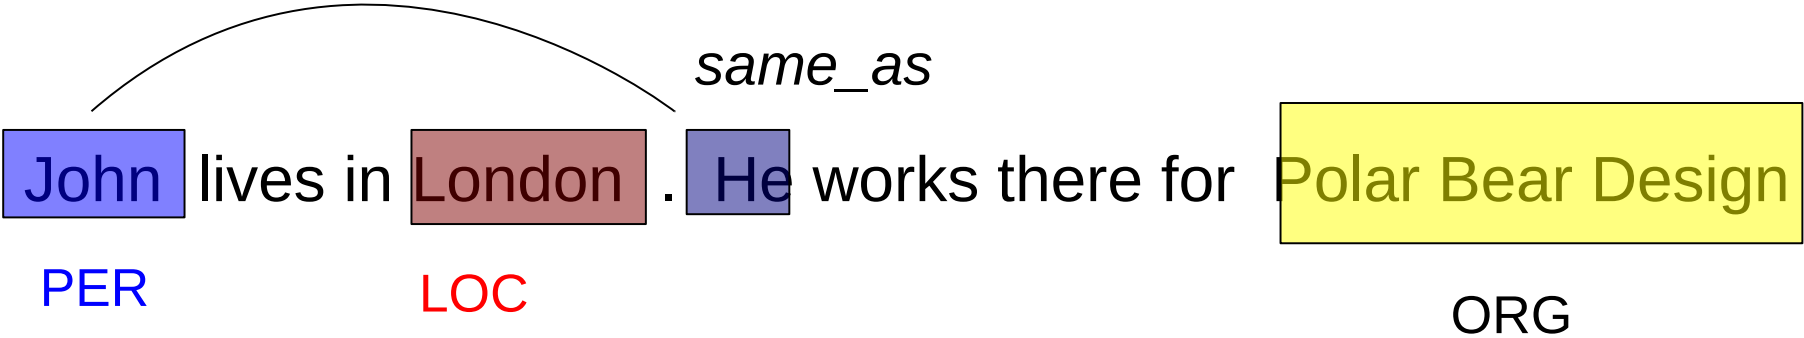 same_as
John lives in London . He works there for Polar Bear Design
PER LOC ORG